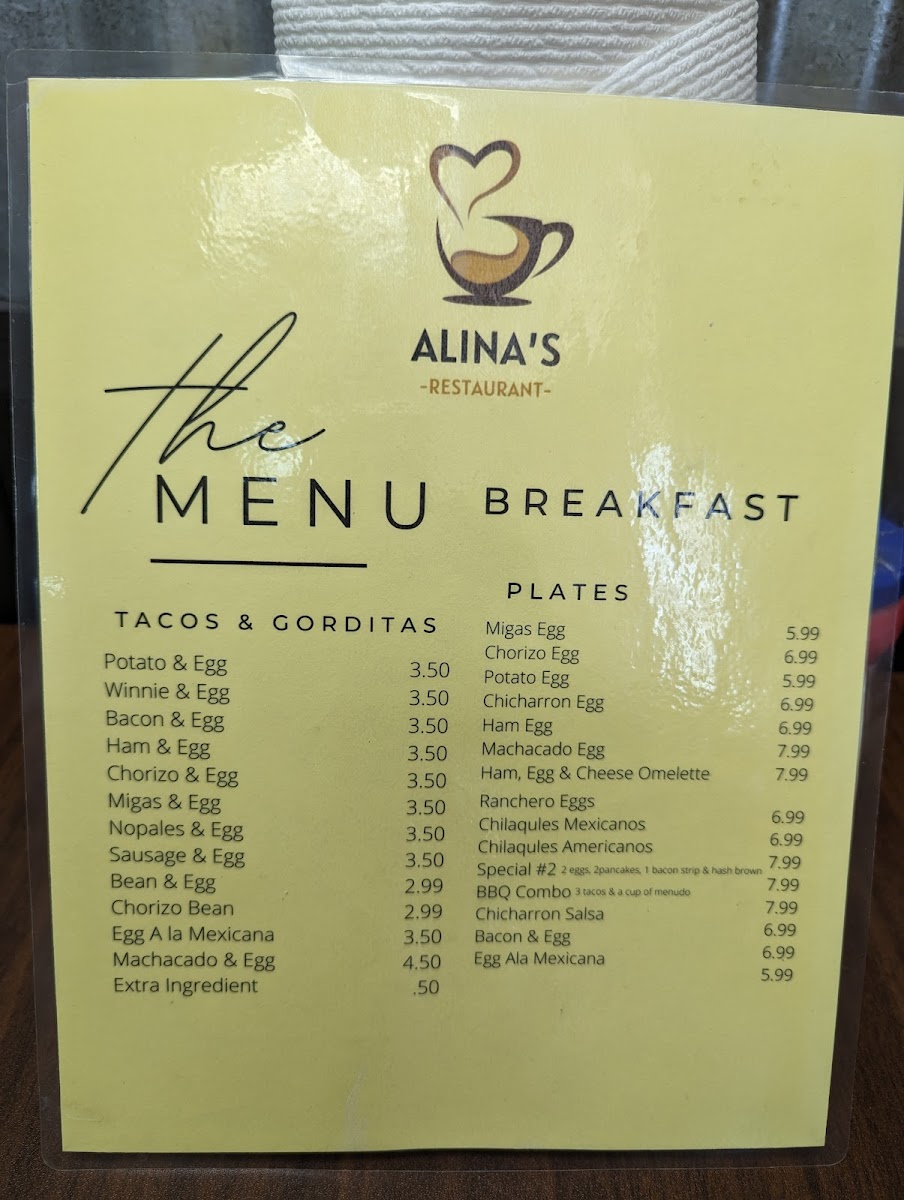 ALINA'S
-RESTAURANT-
the
MENU
TACOS & GORDITAS
Potato & Egg 3.50
Winnie & Egg 3.50
Bacon & Egg 3.50
Ham & Egg 3.50
Chorizo & Egg 3.50
Migas & Egg 3.50
Nopales & Egg 3.50
Sausage & Egg 3.50
Bean & Egg 2.99
Chorizo Bean 2.99
Egg A la Mexicana 3.50
Machacado & Egg 4.50
Extra Ingredient .50
BREAKFAST
PLATES
Migas Egg 5.99
Chorizo Egg 6.99
Potato Egg 5.99
Chicharron Egg 6.99
Ham Egg 6.99
Machacado Egg 7.99
Ham, Egg & Cheese Omelette 7.99
Ranchero Eggs 6.99
Chilaqules Mexicanos 6.99
Chilaqules Americanos 7.99
Special #2 2 eggs, 2pancakes, 1 bacon strip & hash brown 7.99
BBQ Combo 3 tacos & a cup of menudo 7.99
Chicharron Salsa 6.99
Bacon & Egg 6.99
Egg Ala Mexicana 5.99